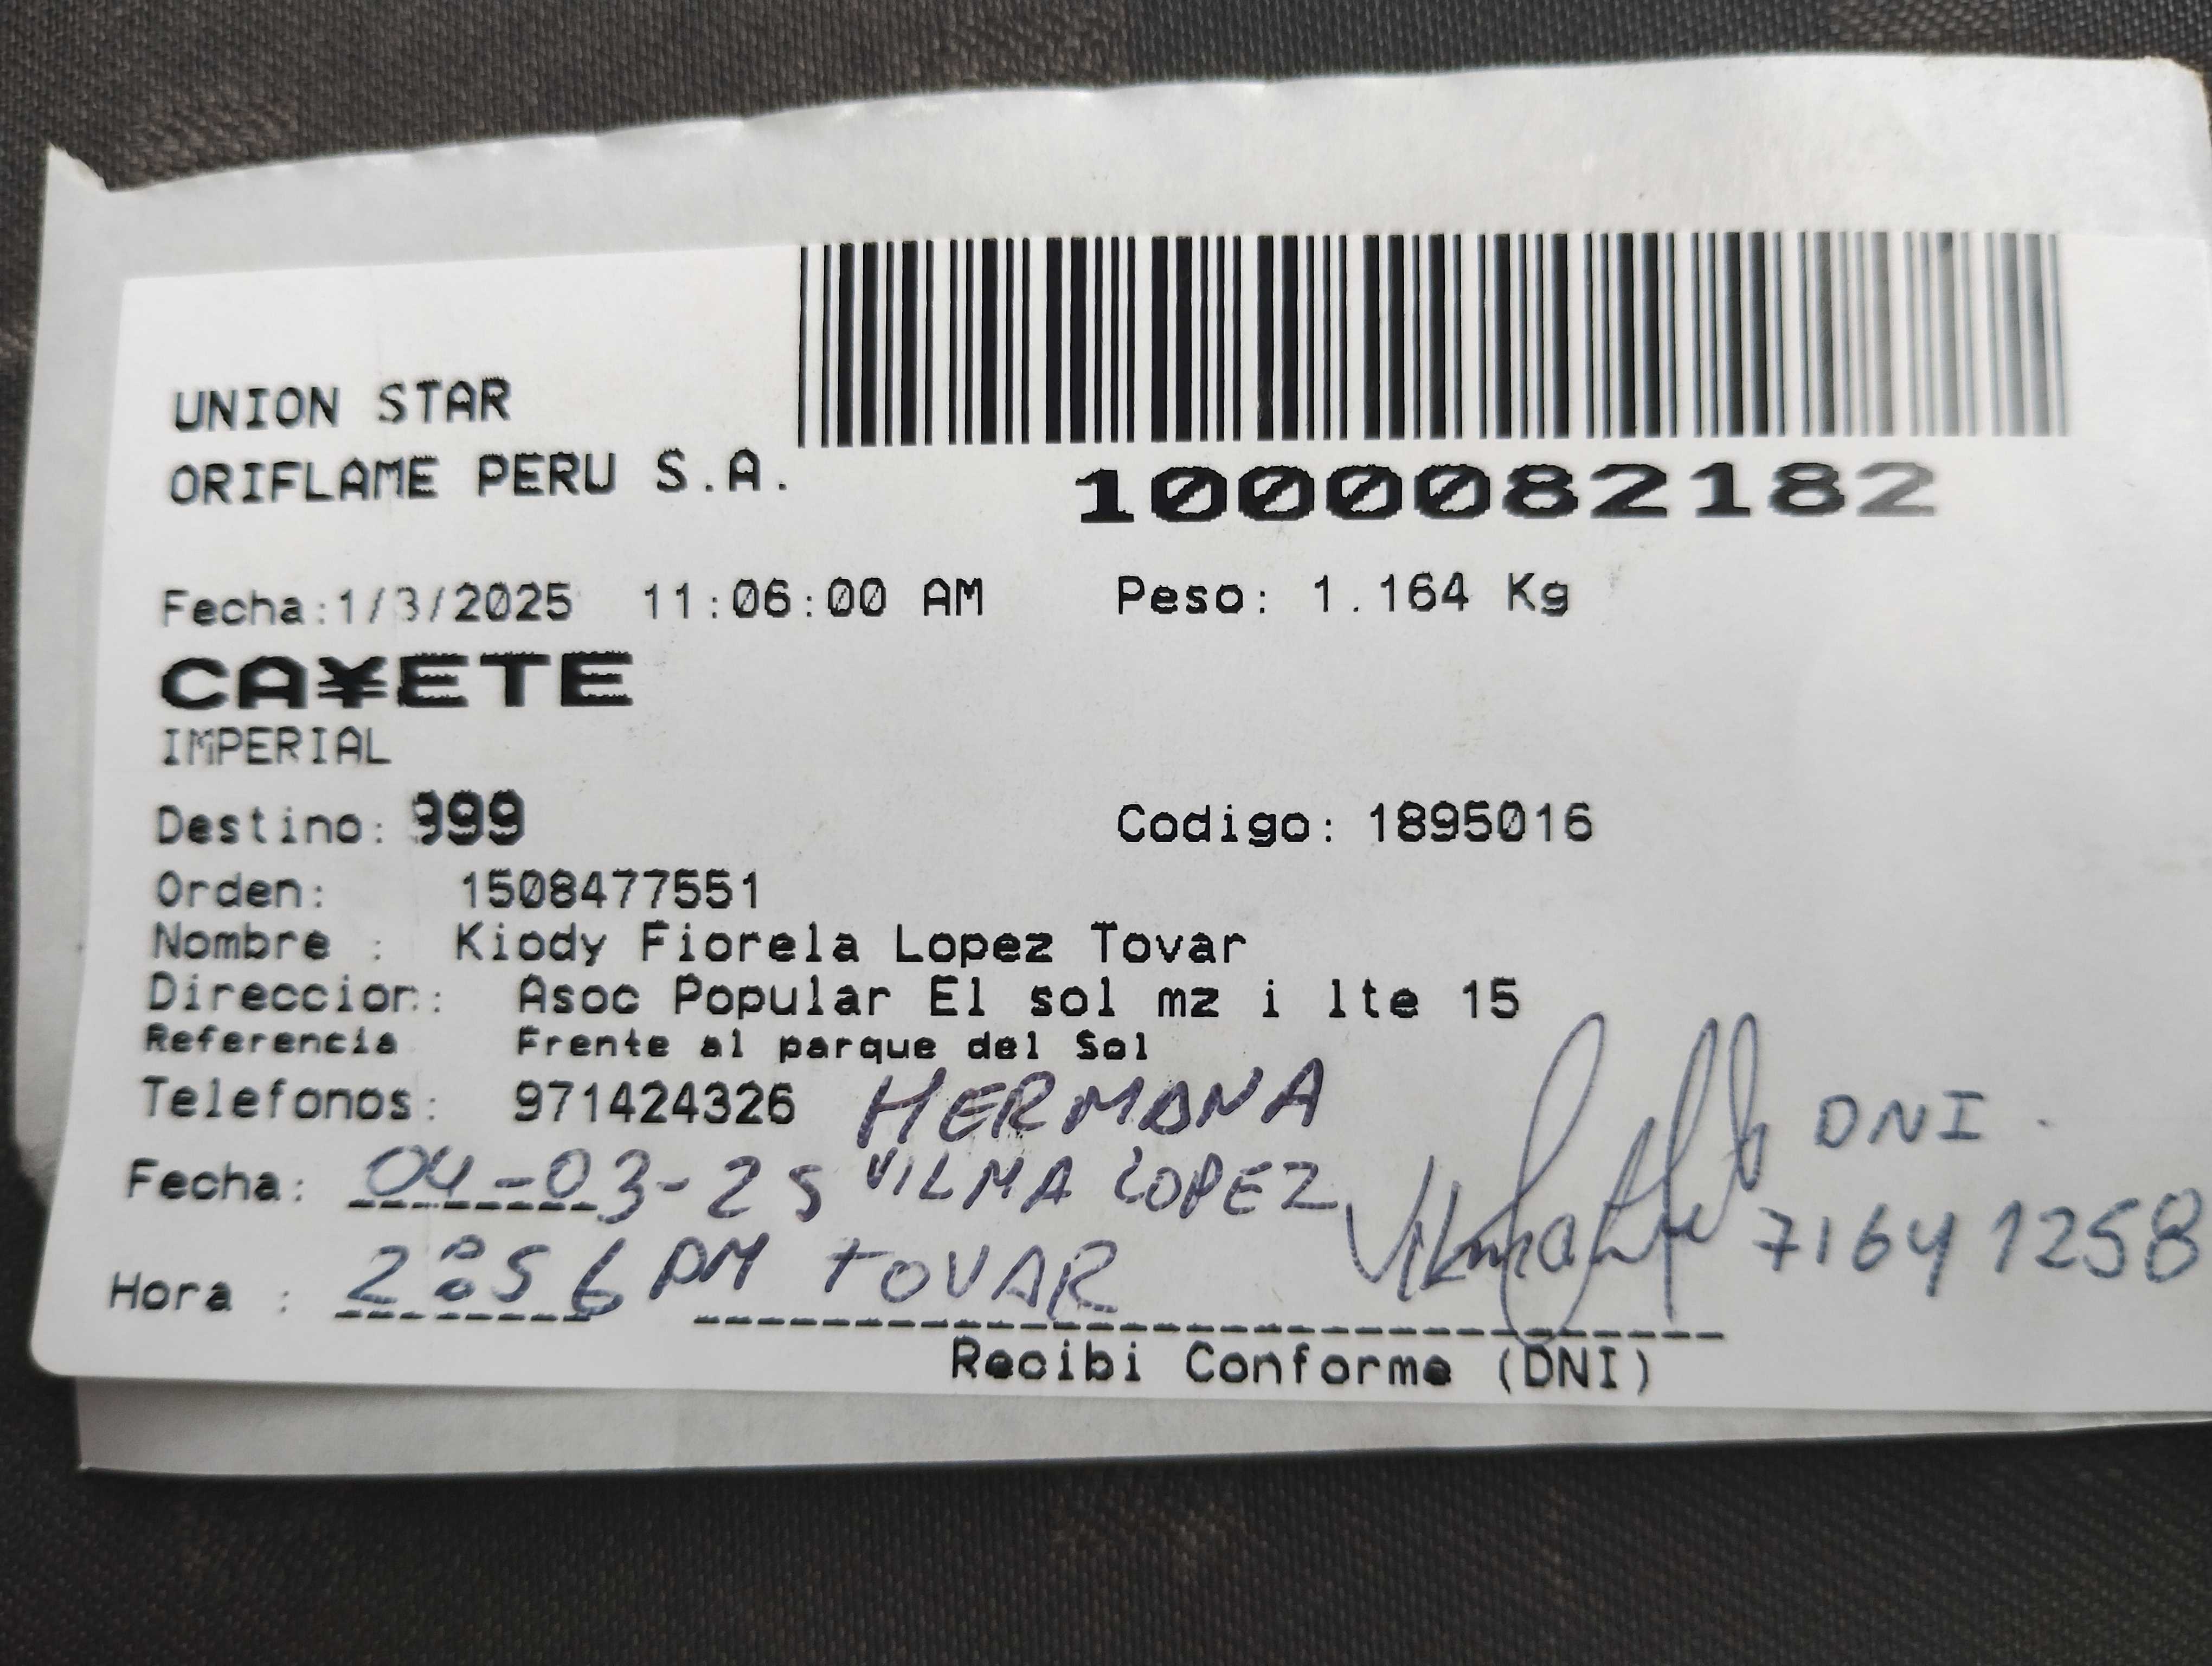 UNION STAR
ORIFLAME PERU S.A.
1000082182
Fecha:1/3/2025 11:06:00 AM Peso: 1.164 Kg
CA¥ETE
IMPERIAL
Destino: 999 Codigo: 1895016
Orden: 1508477551
Nombre : Kiody Fiorela Lopez Tovar
Direccion: Asoc Popular El sol mz i lte 15
Referencia Frente al parque del Sol
Telefonos: 971424326 HERMANA DNI.
Fecha: 04-03-25 VILMA LOPEZ 71641258
Hora : 2:56 PM TOVAR
Recibi Conforme (DNI)